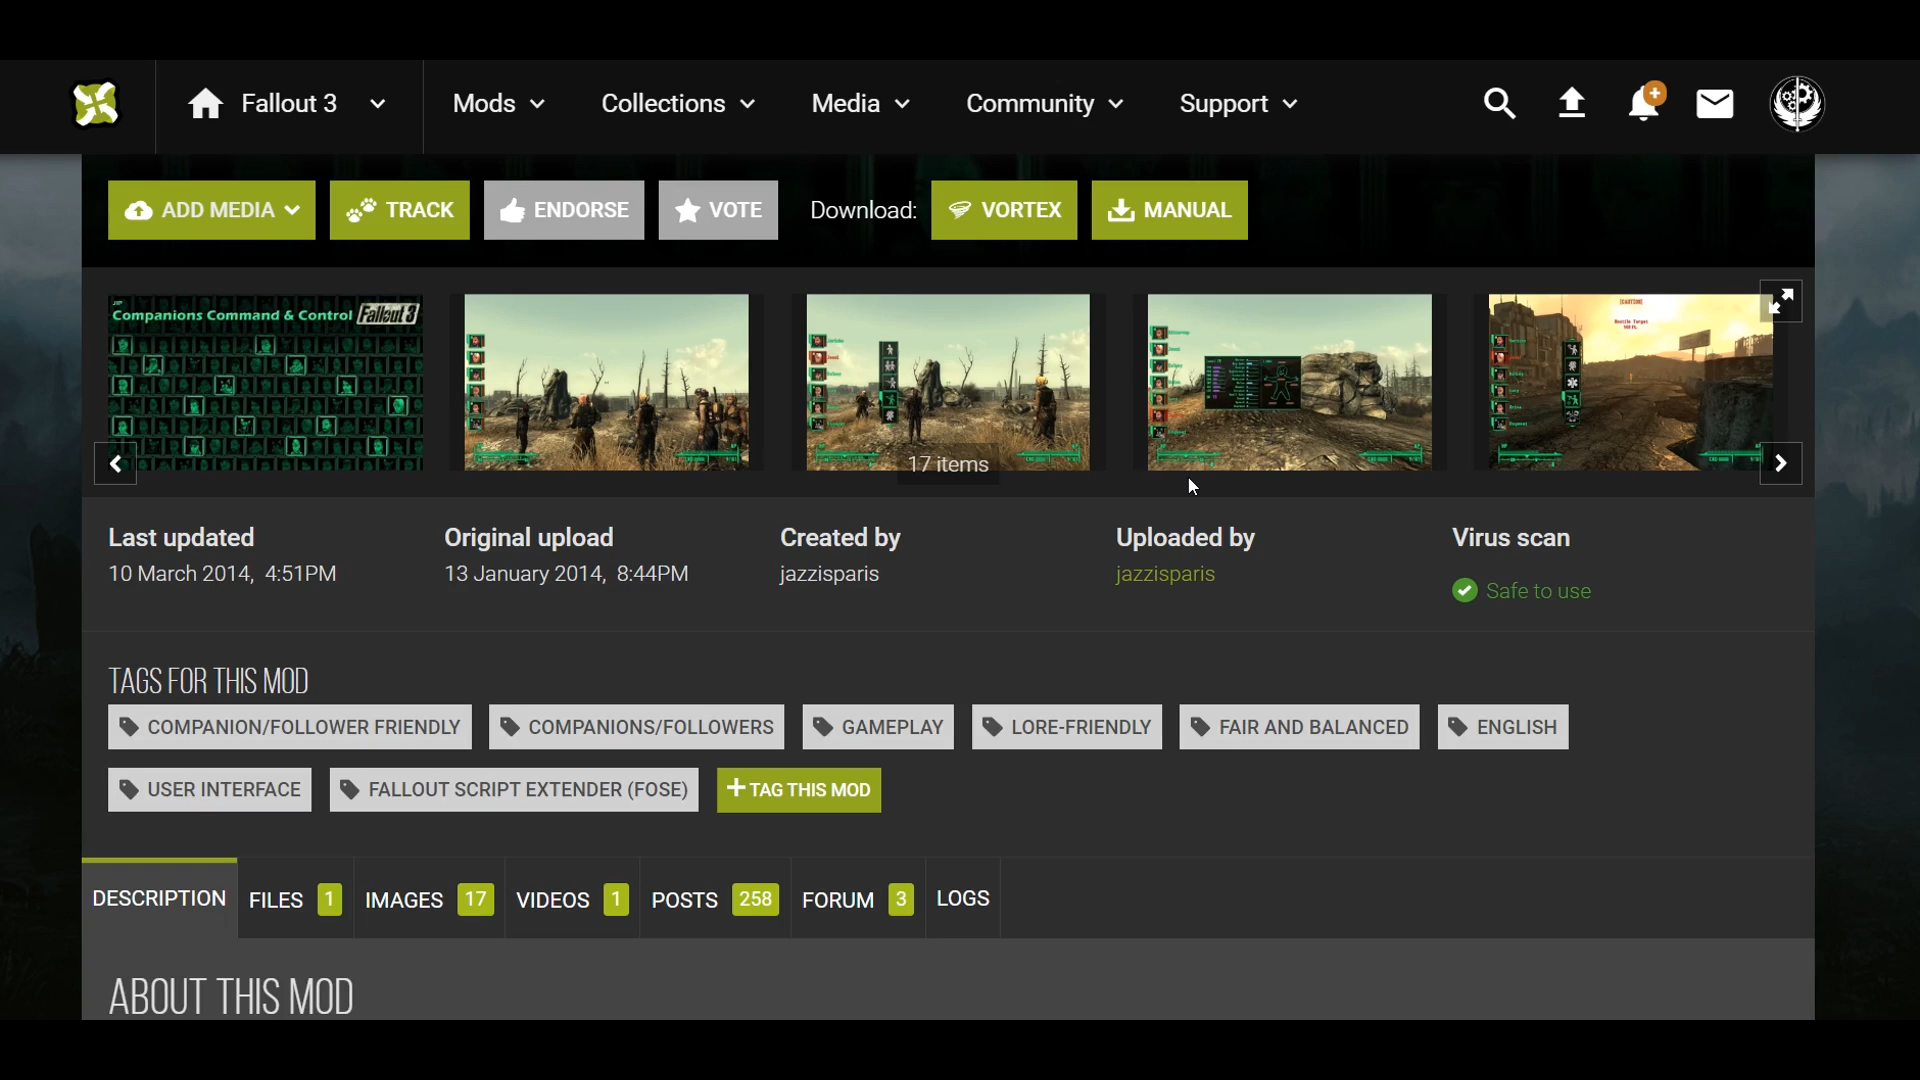 Fallout 3
Mods
Collections
Media
Community
Support
ADD MEDIA
TRACK
ENDORSE
VOTE
Download:
VORTEX
MANUAL
Companions Command & Control Fallout 3
17 items
Last updated
10 March 2014, 4:51PM
Original upload
13 January 2014, 8:44PM
Created by
jazzisparis
Uploaded by
jazzisparis
Virus scan
Safe to use
TAGS FOR THIS MOD
COMPANION/FOLLOWER FRIENDLY
COMPANIONS/FOLLOWERS
GAMEPLAY
LORE-FRIENDLY
FAIR AND BALANCED
ENGLISH
USER INTERFACE
FALLOUT SCRIPT EXTENDER (FOSE)
+ TAG THIS MOD
DESCRIPTION
FILES 1
IMAGES 17
VIDEOS 1
POSTS 258
FORUM 3
LOGS
ABOUT THIS MOD